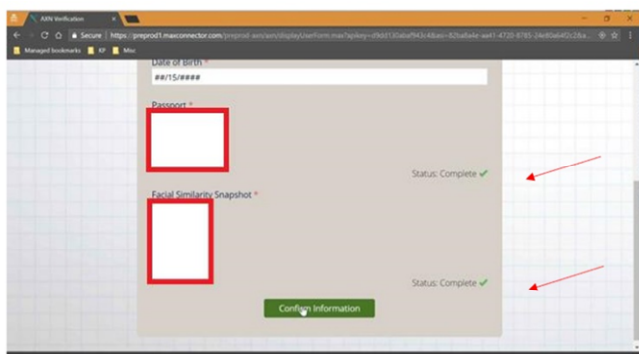 AXN Verification
Secure | https://preprod1.maxconnector.com/preprod-axn/axn/displayUserForm.max?apikey=
Managed bookmarks KP Misc
Date of Birth *
##/15/####
Passport *
Status: Complete
Facial Similarity Snapshot *
Status: Complete
Confirm Information